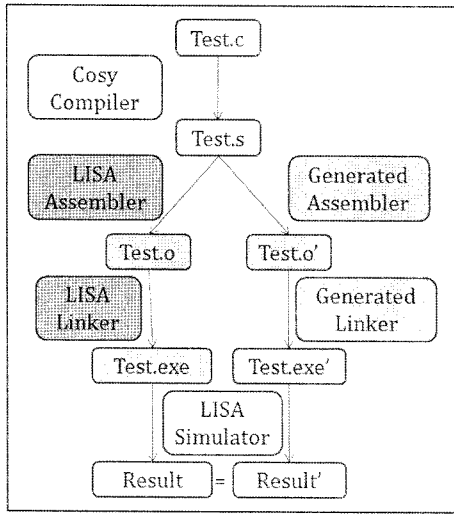 Test.c
Cosy
Compiler
Test.s
LISA
Assembler
Generated
Assembler
Test.o
Test.o’
LISA
Linker
Generated
Linker
Test.exe
Test.exe’
LISA
Simulator
Result = Result’